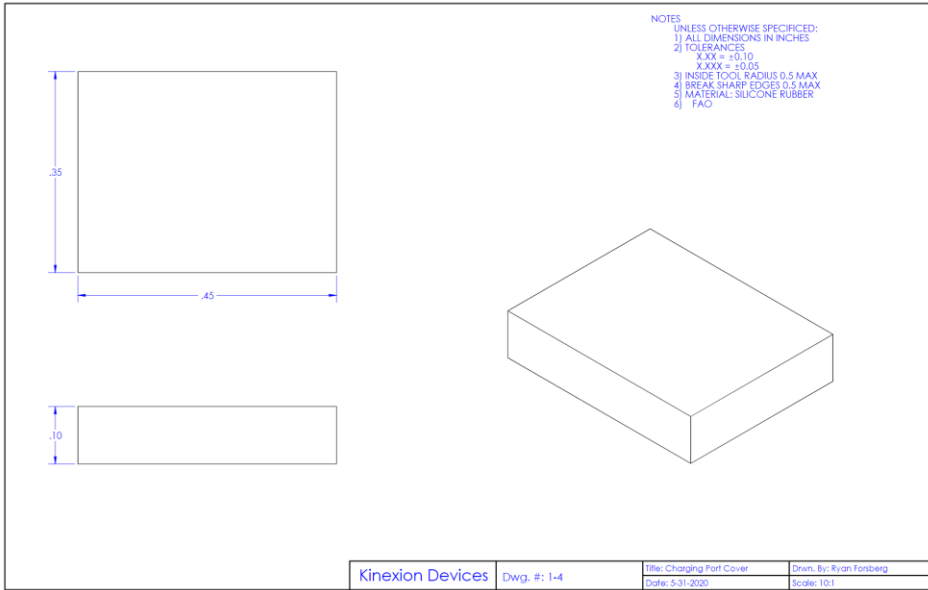 NOTES
UNLESS OTHERWISE SPECIFICED:
1) ALL DIMENSIONS IN INCHES
2) TOLERANCES
X.XX = ±0.10
X.XXX = ±0.05
3) INSIDE TOOL RADIUS 0.5 MAX
4) BREAK SHARP EDGES 0.5 MAX
5) MATERIAL: SILICONE RUBBER
6) FAO
.35
.45
.10
Kinexion Devices
Dwg. #: 1-4
Title: Charging Port Cover
Drwn. By: Ryan Forsberg
Date: 5-31-2020
Scale: 10:1